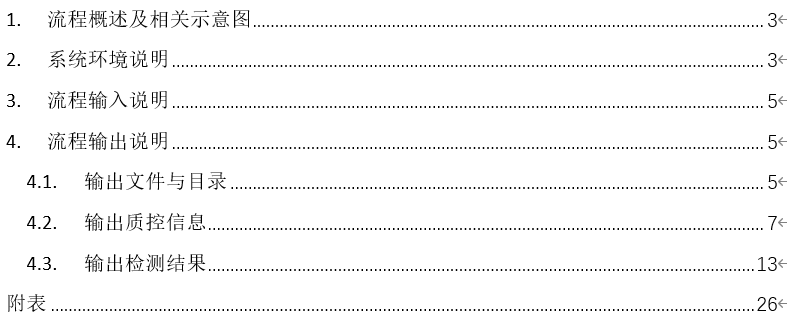 1. 流程概述及相关示意图 3
2. 系统环境说明 3
3. 流程输入说明 5
4. 流程输出说明 5
4.1. 输出文件与目录 5
4.2. 输出质控信息 7
4.3. 输出检测结果 13
附表 26